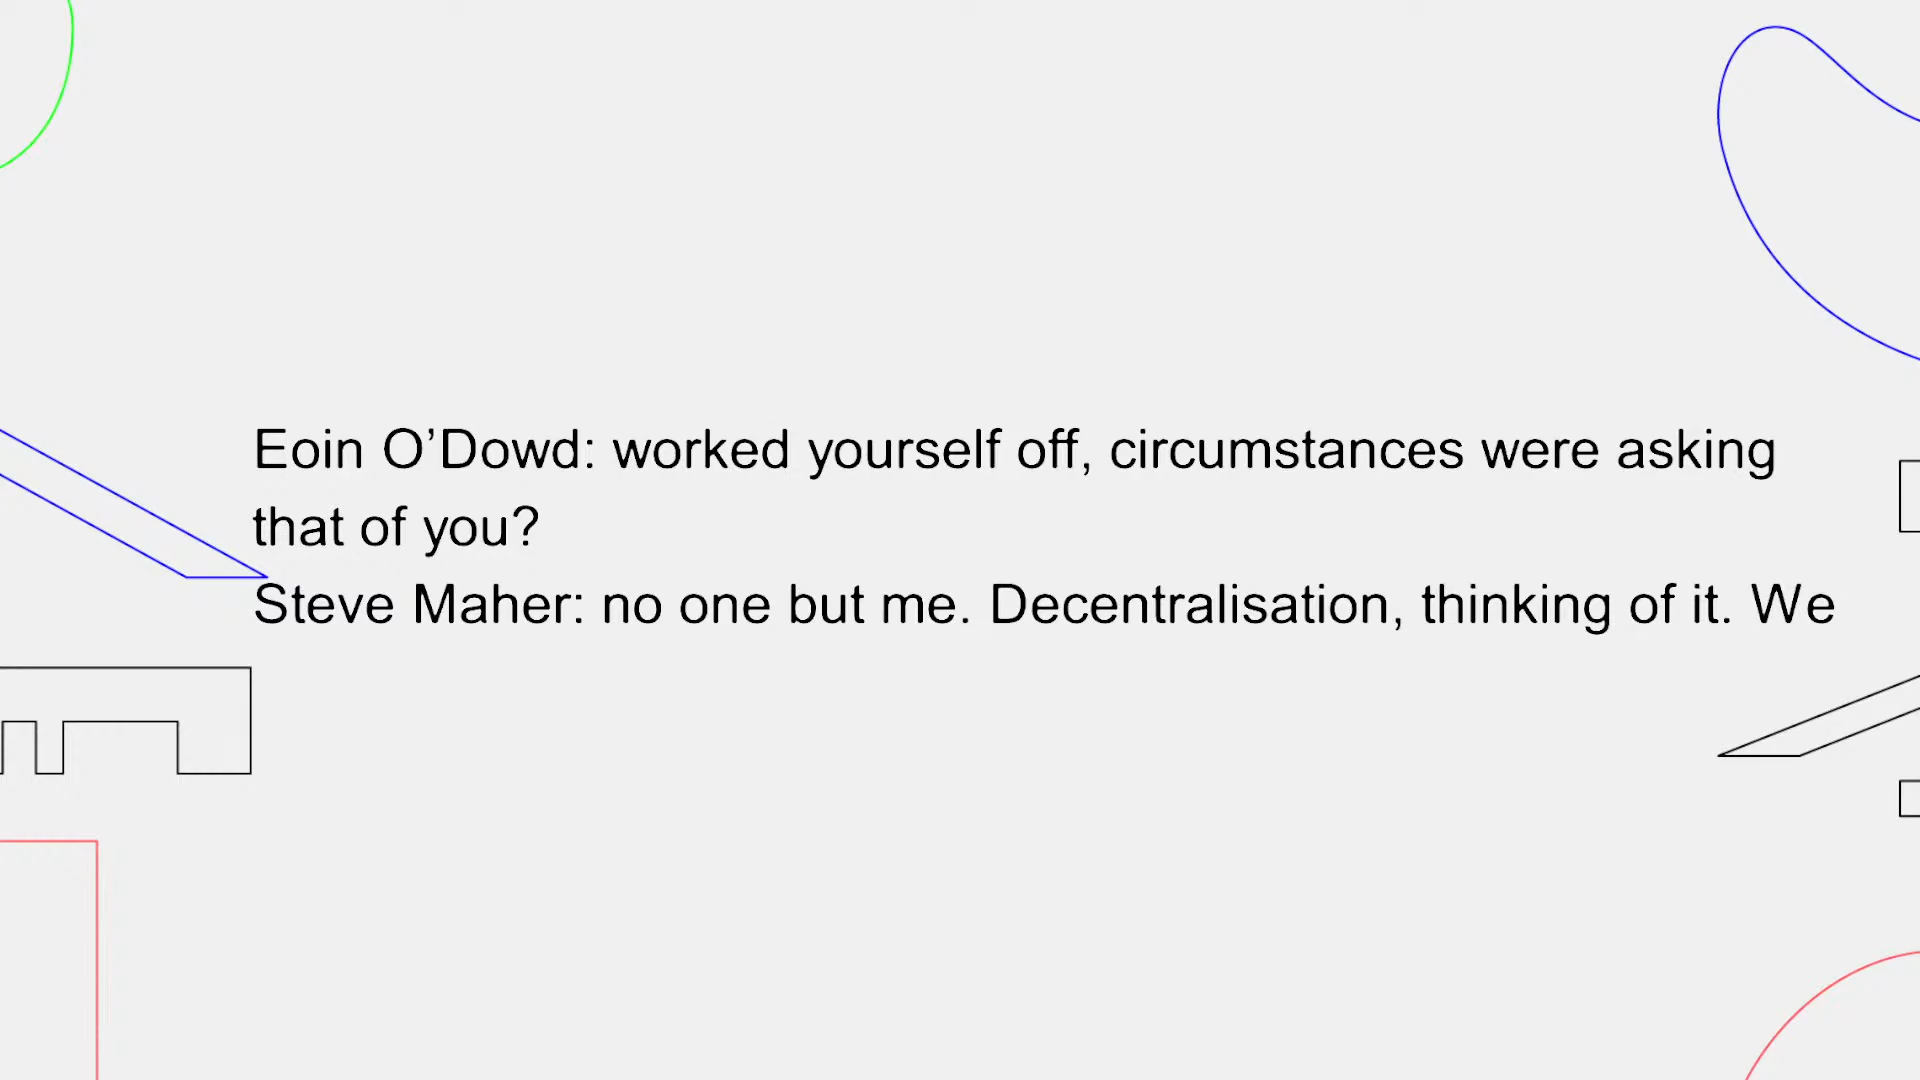 Eoin O’Dowd: worked yourself off, circumstances were asking
that of you?
Steve Maher: no one but me. Decentralisation, thinking of it. We